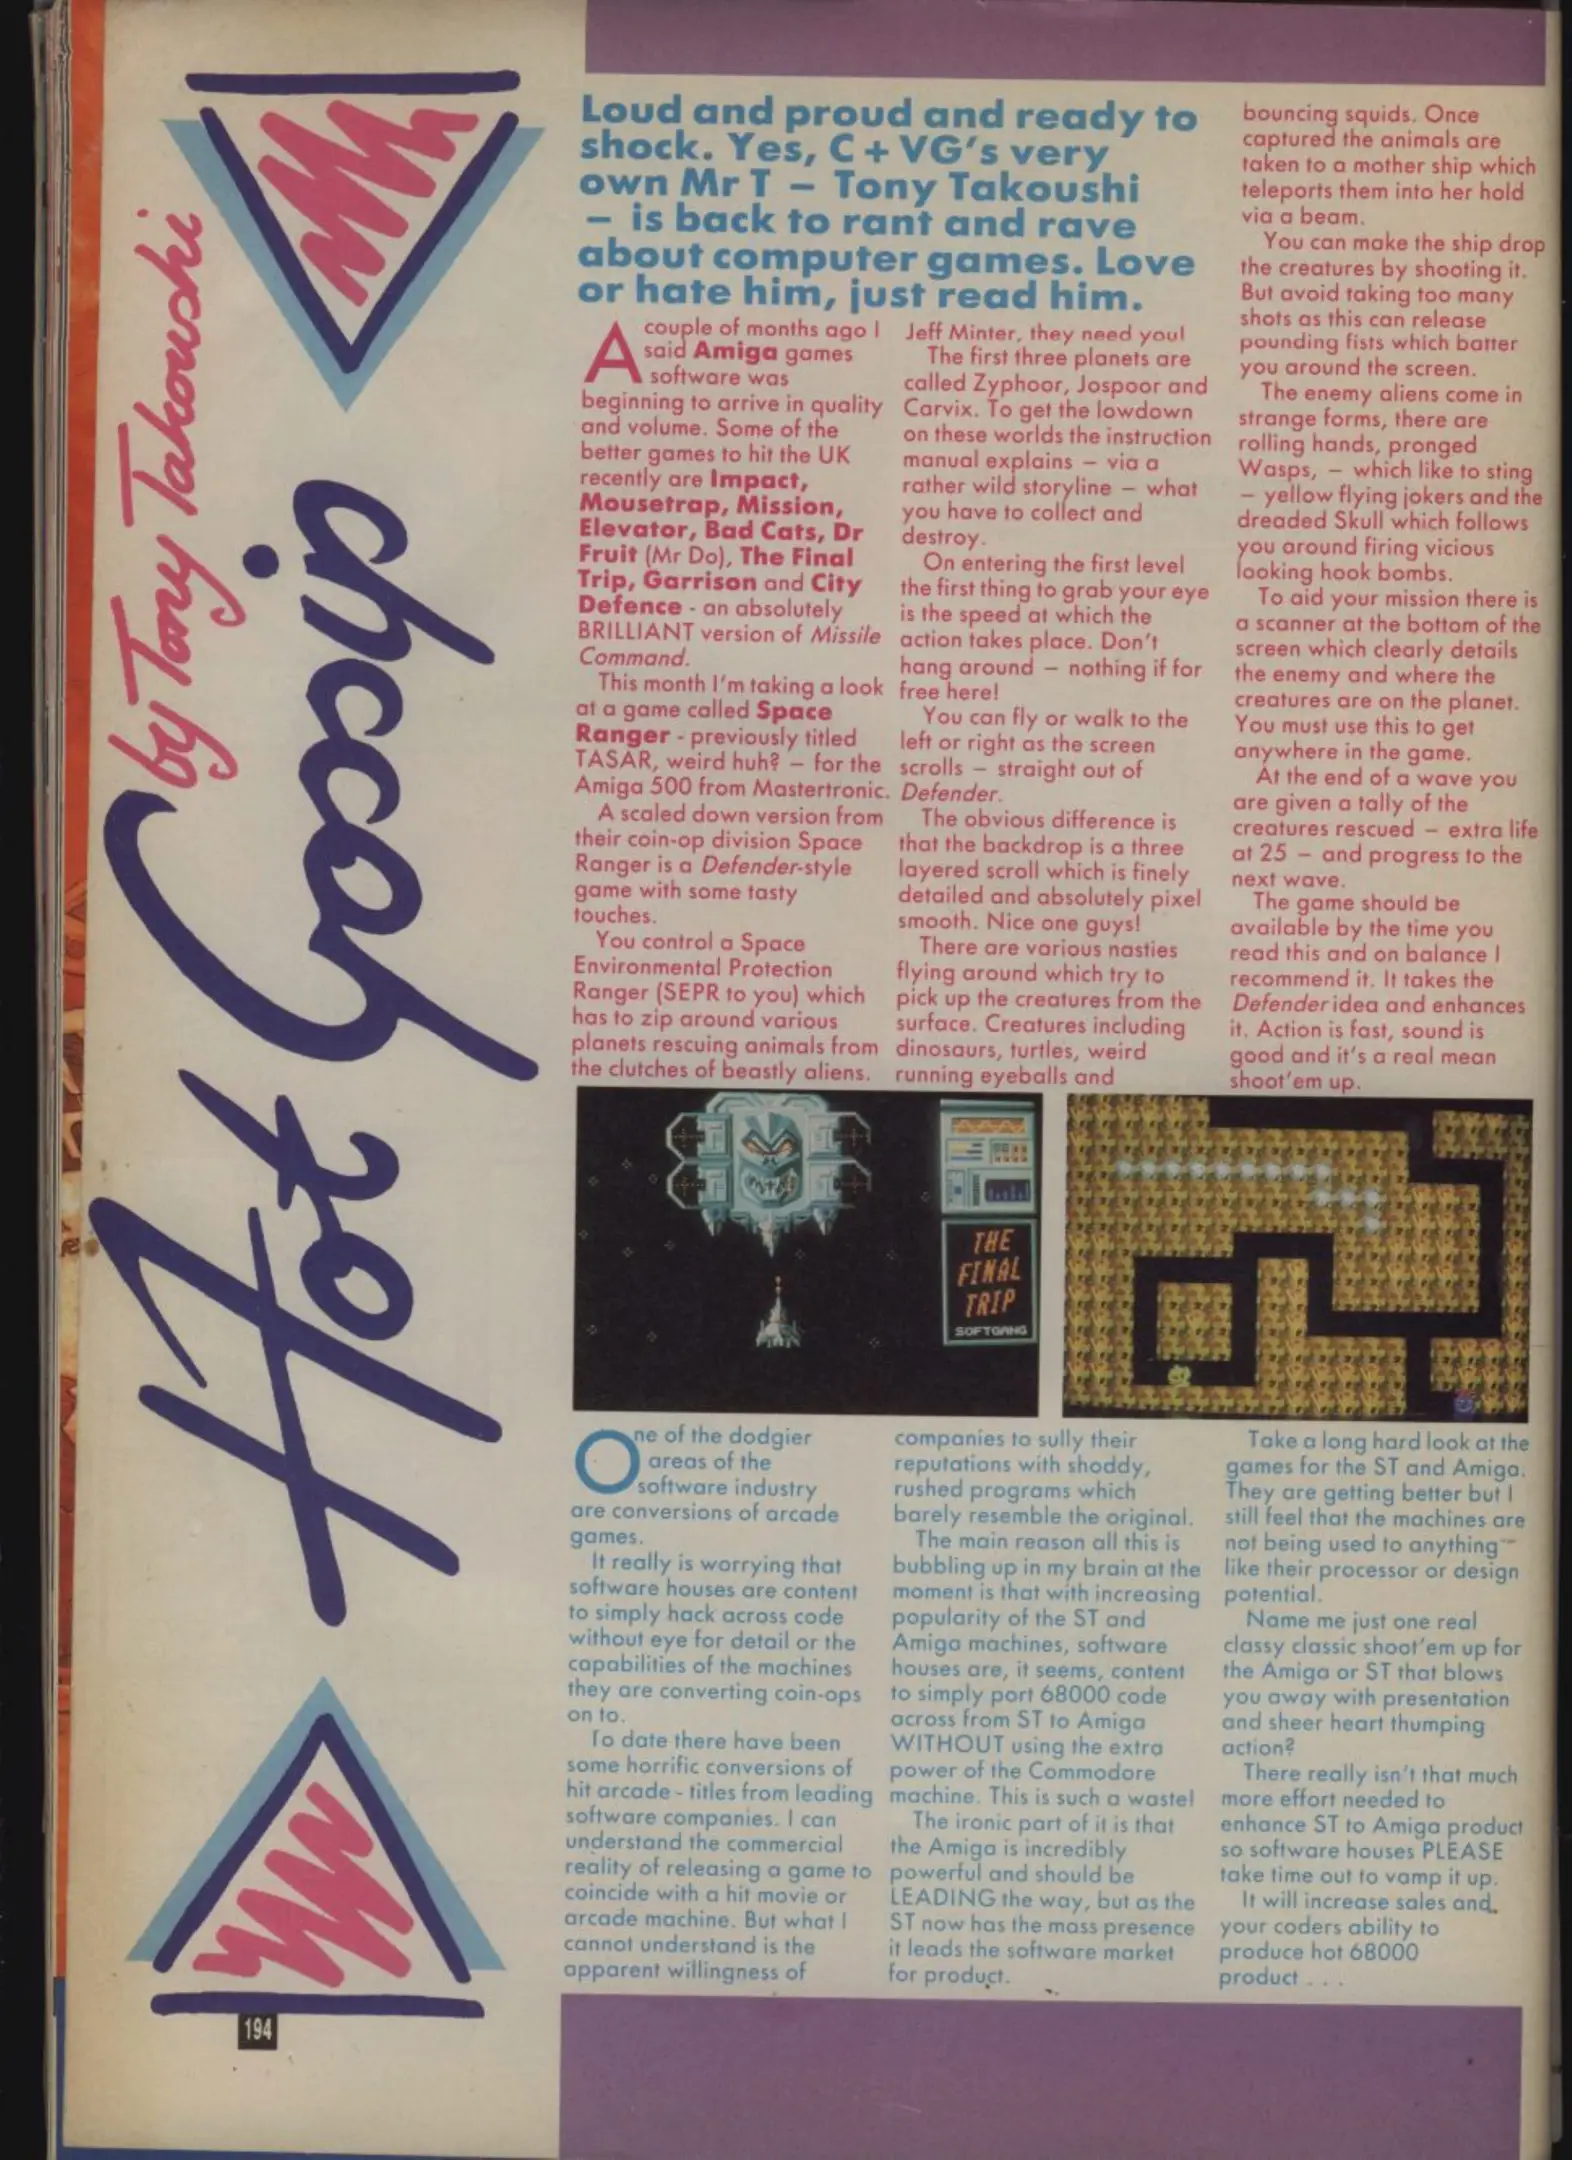 Hot Gossip
by Tony Takoushi
Loud and proud and ready to
shock. Yes, C + VG's very
own Mr T – Tony Takoushi
– is back to rant and rave
about computer games. Love
or hate him, just read him.
A couple of months ago I
said Amiga games
software was
beginning to arrive in quality
and volume. Some of the
better games to hit the UK
recently are Impact,
Mousetrap, Mission,
Elevator, Bad Cats, Dr
Fruit (Mr Do), The Final
Trip, Garrison and City
Defence - an absolutely
BRILLIANT version of Missile
Command.
This month I'm taking a look
at a game called Space
Ranger - previously titled
TASAR, weird huh? – for the
Amiga 500 from Mastertronic.
A scaled down version from
their coin-op division Space
Ranger is a Defender-style
game with some tasty
touches.
You control a Space
Environmental Protection
Ranger (SEPR to you) which
has to zip around various
planets rescuing animals from
the clutches of beastly aliens.
Jeff Minter, they need you!
The first three planets are
called Zyphoor, Jospoor and
Carvix. To get the lowdown
on these worlds the instruction
manual explains – via a
rather wild storyline – what
you have to collect and
destroy.
On entering the first level
the first thing to grab your eye
is the speed at which the
action takes place. Don't
hang around – nothing if for
free here!
You can fly or walk to the
left or right as the screen
scrolls – straight out of
Defender.
The obvious difference is
that the backdrop is a three
layered scroll which is finely
detailed and absolutely pixel
smooth. Nice one guys!
There are various nasties
flying around which try to
pick up the creatures from the
surface. Creatures including
dinosaurs, turtles, weird
running eyeballs and
bouncing squids. Once
captured the animals are
taken to a mother ship which
teleports them into her hold
via a beam.
You can make the ship drop
the creatures by shooting it.
But avoid taking too many
shots as this can release
pounding fists which batter
you around the screen.
The enemy aliens come in
strange forms, there are
rolling hands, pronged
Wasps, – which like to sting
– yellow flying jokers and the
dreaded Skull which follows
you around firing vicious
looking hook bombs.
To aid your mission there is
a scanner at the bottom of the
screen which clearly details
the enemy and where the
creatures are on the planet.
You must use this to get
anywhere in the game.
At the end of a wave you
are given a tally of the
creatures rescued – extra life
at 25 – and progress to the
next wave.
The game should be
available by the time you
read this and on balance I
recommend it. It takes the
Defender idea and enhances
it. Action is fast, sound is
good and it's a real mean
shoot'em up.
THE
FINAL
TRIP
SOFTGANG
One of the dodgier
areas of the
software industry
are conversions of arcade
games.
It really is worrying that
software houses are content
to simply hack across code
without eye for detail or the
capabilities of the machines
they are converting coin-ops
on to.
To date there have been
some horrific conversions of
hit arcade - titles from leading
software companies. I can
understand the commercial
reality of releasing a game to
coincide with a hit movie or
arcade machine. But what I
cannot understand is the
apparent willingness of
companies to sully their
reputations with shoddy,
rushed programs which
barely resemble the original.
The main reason all this is
bubbling up in my brain at the
moment is that with increasing
popularity of the ST and
Amiga machines, software
houses are, it seems, content
to simply port 68000 code
across from ST to Amiga
WITHOUT using the extra
power of the Commodore
machine. This is such a waste!
The ironic part of it is that
the Amiga is incredibly
powerful and should be
LEADING the way, but as the
ST now has the mass presence
it leads the software market
for product.
Take a long hard look at the
games for the ST and Amiga.
They are getting better but I
still feel that the machines are
not being used to anything
like their processor or design
potential.
Name me just one real
classy classic shoot'em up for
the Amiga or ST that blows
you away with presentation
and sheer heart thumping
action?
There really isn't that much
more effort needed to
enhance ST to Amiga product
so software houses PLEASE
take time out to vamp it up.
It will increase sales and
your coders ability to
produce hot 68000
product . . .
194